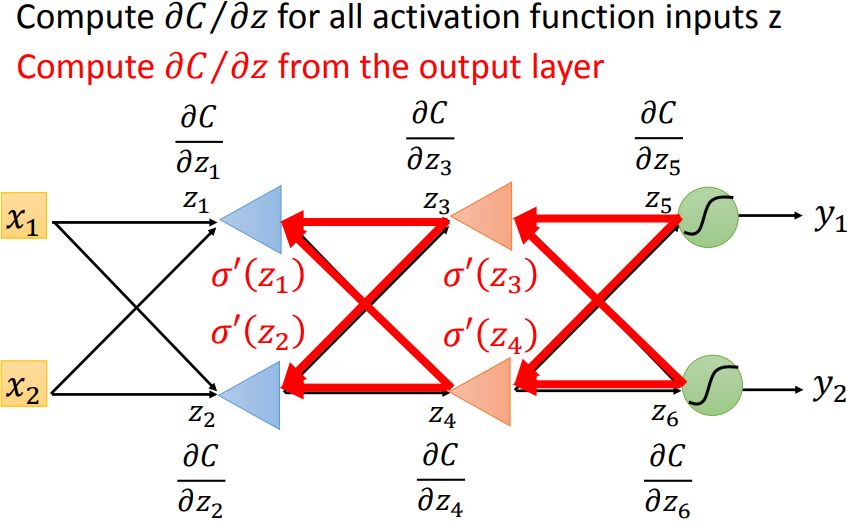 Compute ∂C/∂z for all activation function inputs z
Compute ∂C/∂z from the output layer
∂C/∂z₁ ∂C/∂z₃ ∂C/∂z₅
x₁ z₁ z₃ z₅ y₁
σ′(z₁) σ′(z₃)
σ′(z₂) σ′(z₄)
x₂ z₂ z₄ z₆ y₂
∂C/∂z₂ ∂C/∂z₄ ∂C/∂z₆